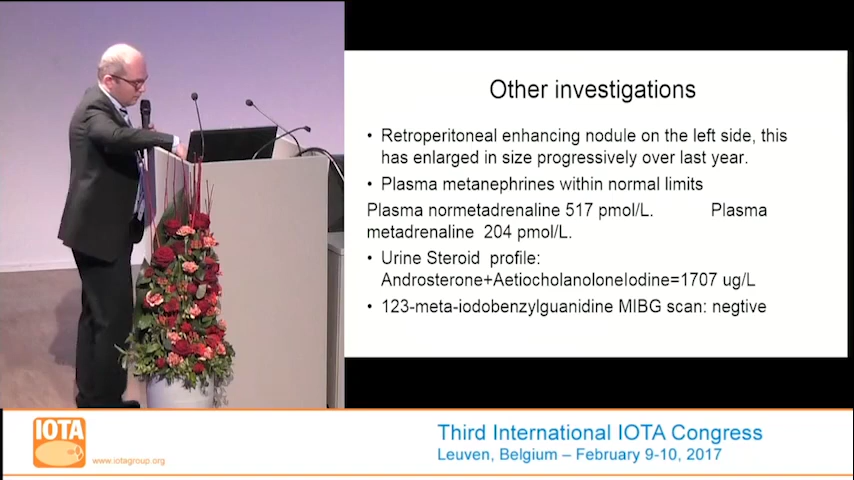 Other investigations
• Retroperitoneal enhancing nodule on the left side, this
has enlarged in size progressively over last year.
• Plasma metanephrines within normal limits
Plasma normetadrenaline 517 pmol/L. Plasma
metadrenaline 204 pmol/L.
• Urine Steroid profile:
Androsterone+Aetiocholanolonelodine=1707 ug/L
• 123-meta-iodobenzylguanidine MIBG scan: negtive
IOTA
www.iotagroup.org
Third International IOTA Congress
Leuven, Belgium – February 9-10, 2017